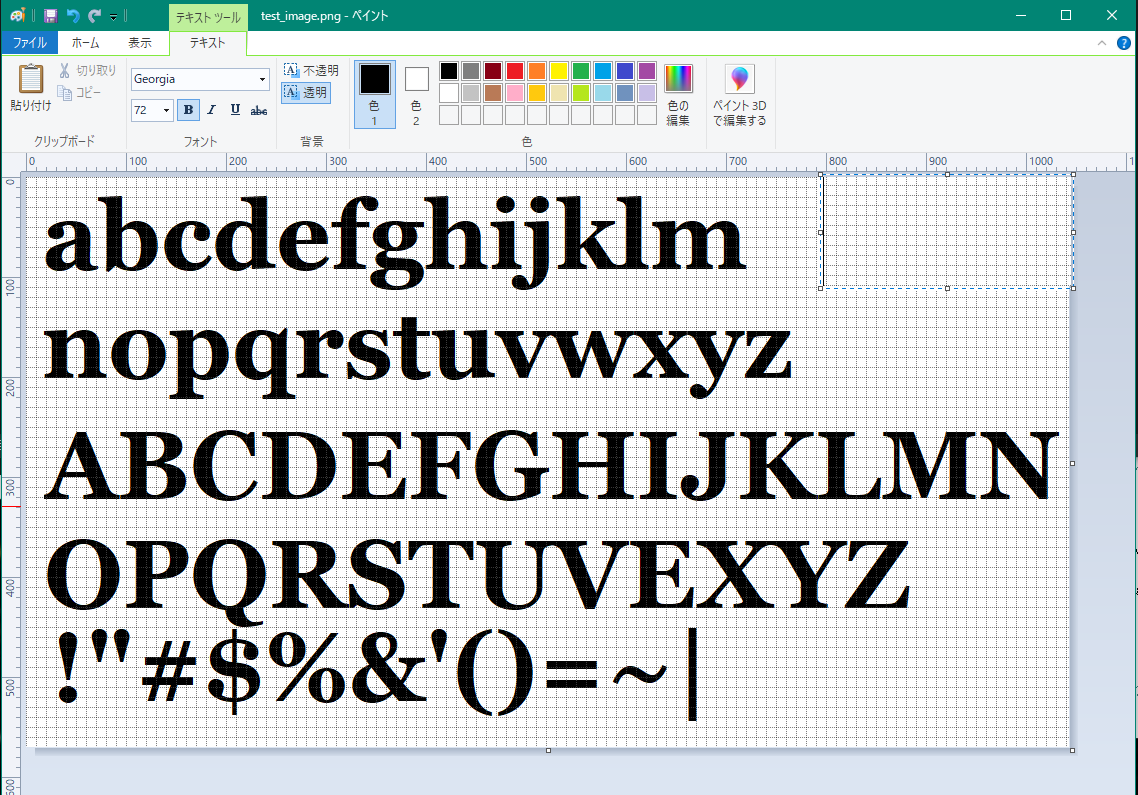 テキスト ツール test_image.png - ペイント
ファイル ホーム 表示 テキスト
貼り付け 切り取り コピー
クリップボード
Georgia
72 B I U abc
フォント
不透明
透明
背景
色 1
色 2
色の編集
色
ペイント 3D で編集する
0 100 200 300 400 500 600 700 800 900 1000
0 100 200 300 400 500
abcdefghijklm
nopqrstuvwxyz
ABCDEFGHIJKLMN
OPQRSTUVEXYZ
!"#$%&'()=~|